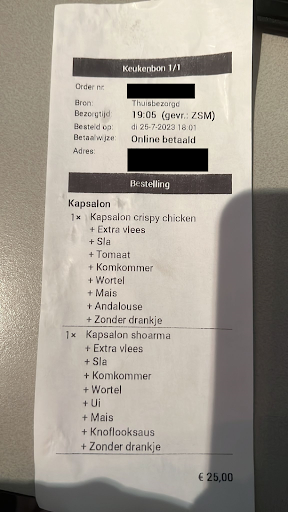 Keukenbon 1/1
Order nr:
Bron: Thuisbezorgd
Bezorgtijd: 19:05 (gevr.: ZSM)
Besteld op: di 25-7-2023 18:01
Betaalwijze: Online betaald
Adres:
Bestelling
Kapsalon
1× Kapsalon crispy chicken
+ Extra vlees
+ Sla
+ Tomaat
+ Komkommer
+ Wortel
+ Mais
+ Andalouse
+ Zonder drankje
1× Kapsalon shoarma
+ Extra vlees
+ Sla
+ Komkommer
+ Wortel
+ Ui
+ Mais
+ Knoflooksaus
+ Zonder drankje
€ 25,00